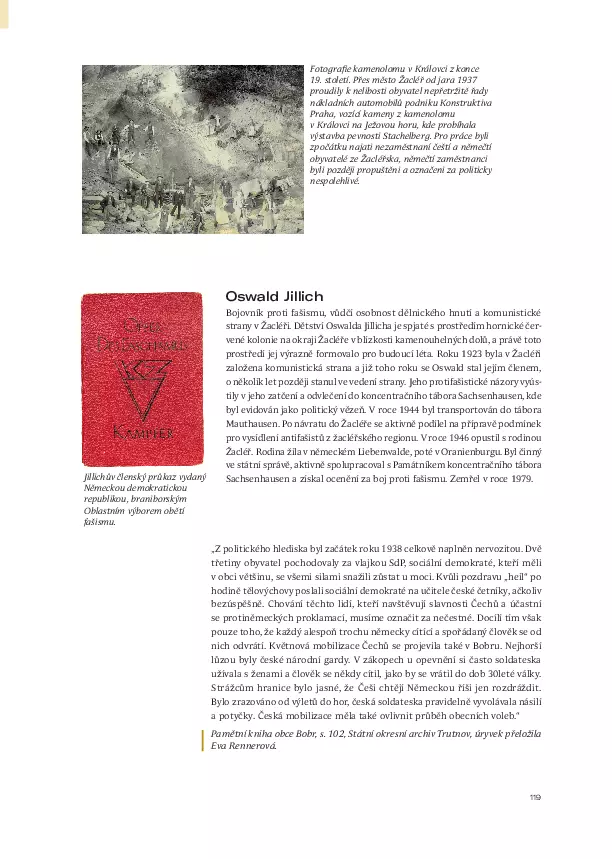 Fotografie kamenolomu v Královci z konce
19. století. Přes město Žacléř od jara 1937
proudily k nelibosti obyvatel nepřetržitě řady
nákladních automobilů podniku Konstruktiva
Praha, vozící kameny z kamenolomu
v Královci na Ježovou horu, kde probíhala
výstavba pevnosti Stachelberg. Pro práce byli
zpočátku najati nezaměstnaní čeští a němečtí
obyvatelé ze Žacléřska, němečtí zaměstnanci
byli později propuštěni a označeni za politicky
nespolehlivé.
Oswald Jillich
Bojovník proti fašismu, vůdčí osobnost dělnického hnutí a komunistické
strany v Žacléři. Dětství Oswalda Jillicha je spjaté s prostředím hornické čer-
vené kolonie na okraji Žacléře v blízkosti kamenouhelných dolů, a právě toto
prostředí jej výrazně formovalo pro budoucí léta. Roku 1923 byla v Žacléři
založena komunistická strana a již toho roku se Oswald stal jejím členem,
o několik let později stanul ve vedení strany. Jeho protifašistické názory vyús-
tily v jeho zatčení a odvlečení do koncentračního tábora Sachsenhausen, kde
byl evidován jako politický vězeň. V roce 1944 byl transportován do tábora
Mauthausen. Po návratu do Žacléře se aktivně podílel na přípravě podmínek
pro vysídlení antifašistů z žacléřského regionu. V roce 1946 opustil s rodinou
Žacléř. Rodina žila v německém Liebenwalde, poté v Oranienburgu. Byl činný
ve státní správě, aktivně spolupracoval s Památníkem koncentračního tábora
Sachsenhausen a získal ocenění za boj proti fašismu. Zemřel v roce 1979.
OPFER
DES FASCHISMUS
KÄMPFER
Jillichův členský průkaz vydaný
Německou demokratickou
republikou, braniborským
Oblastním výborem obětí
fašismu.
„Z politického hlediska byl začátek roku 1938 celkově naplněn nervozitou. Dvě
třetiny obyvatel pochodovaly za vlajkou SdP, sociální demokraté, kteří měli
v obci většinu, se všemi silami snažili zůstat u moci. Kvůli pozdravu „heil“ po
hodině tělovýchovy poslali sociální demokraté na učitele české četníky, ačkoliv
bezúspěšně. Chování těchto lidí, kteří navštěvují slavnosti Čechů a účastní
se protiněmeckých proklamací, musíme označit za nečestné. Docílí tím však
pouze toho, že každý alespoň trochu německy cítící a spořádaný člověk se od
nich odvrátí. Květnová mobilizace Čechů se projevila také v Bobru. Nejhorší
lůzou byly české národní gardy. V zákopech u opevnění si často soldateska
užívala s ženami a člověk se někdy cítil, jako by se vrátil do dob 30leté války.
Strážcům hranice bylo jasné, že Češi chtějí Německou říši jen rozdráždit.
Bylo zrazováno od výletů do hor, česká soldateska pravidelně vyvolávala násilí
a potyčky. Česká mobilizace měla také ovlivnit průběh obecních voleb.“
Pamětní kniha obce Bobr, s. 102, Státní okresní archiv Trutnov, úryvek přeložila
Eva Rennerová.
119